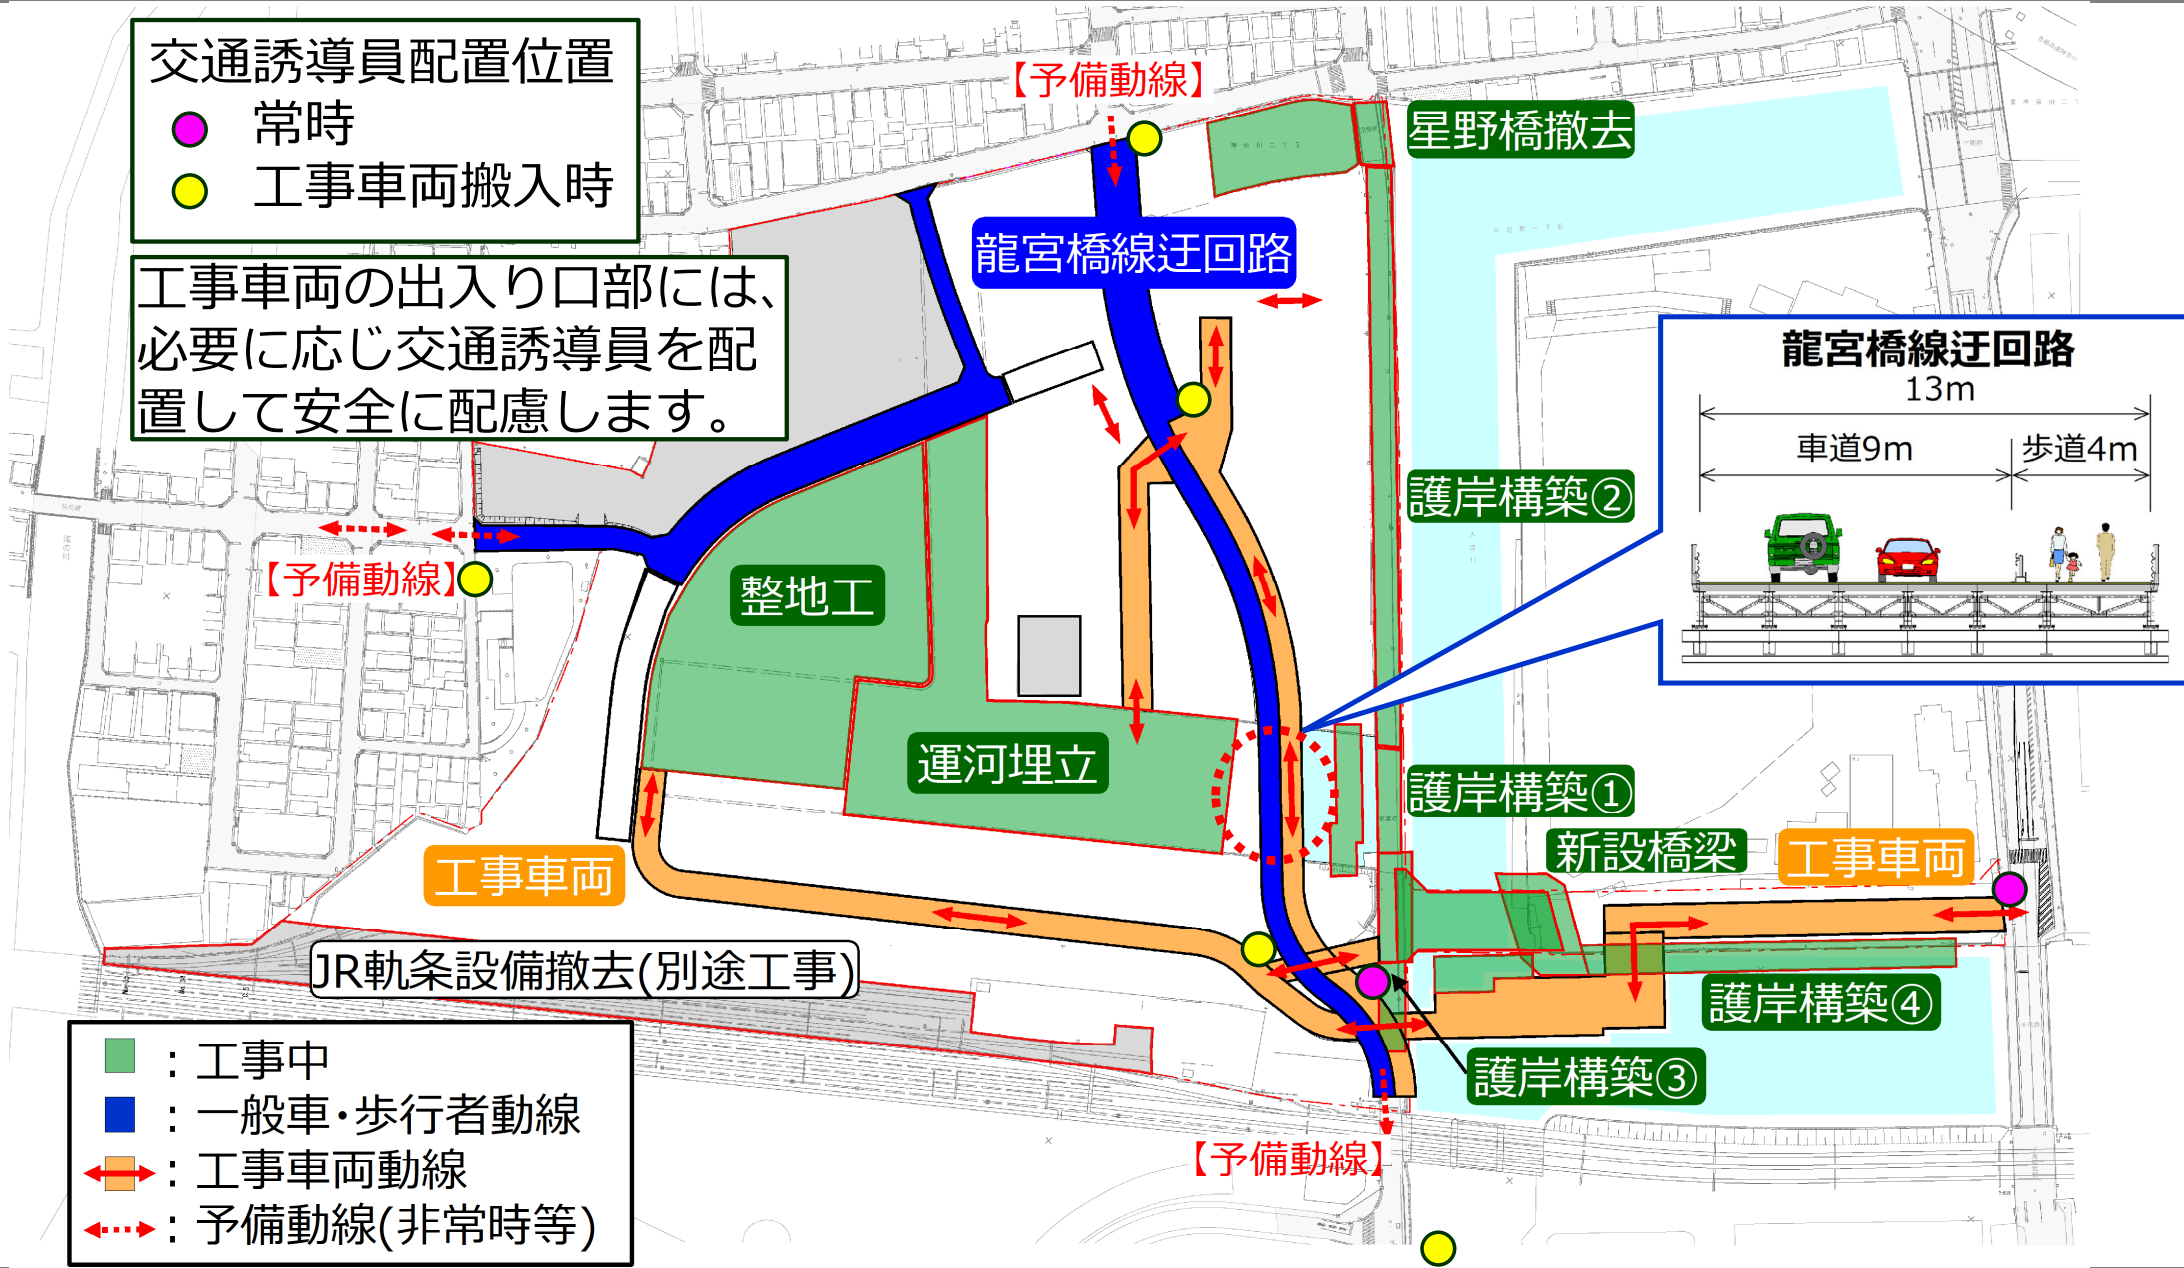 交通誘導員配置位置
常時
工事車両搬入時
工事車両の出入り口部には、
必要に応じ交通誘導員を配
置して安全に配慮します。
【予備動線】
星野橋撤去
龍宮橋線迂回路
龍宮橋線迂回路
13m
車道9m
歩道4m
護岸構築②
【予備動線】
整地工
運河埋立
護岸構築①
新設橋梁
工事車両
工事車両
JR軌条設備撤去(別途工事)
護岸構築④
護岸構築③
【予備動線】
：工事中
：一般車・歩行者動線
：工事車両動線
：予備動線(非常時等)